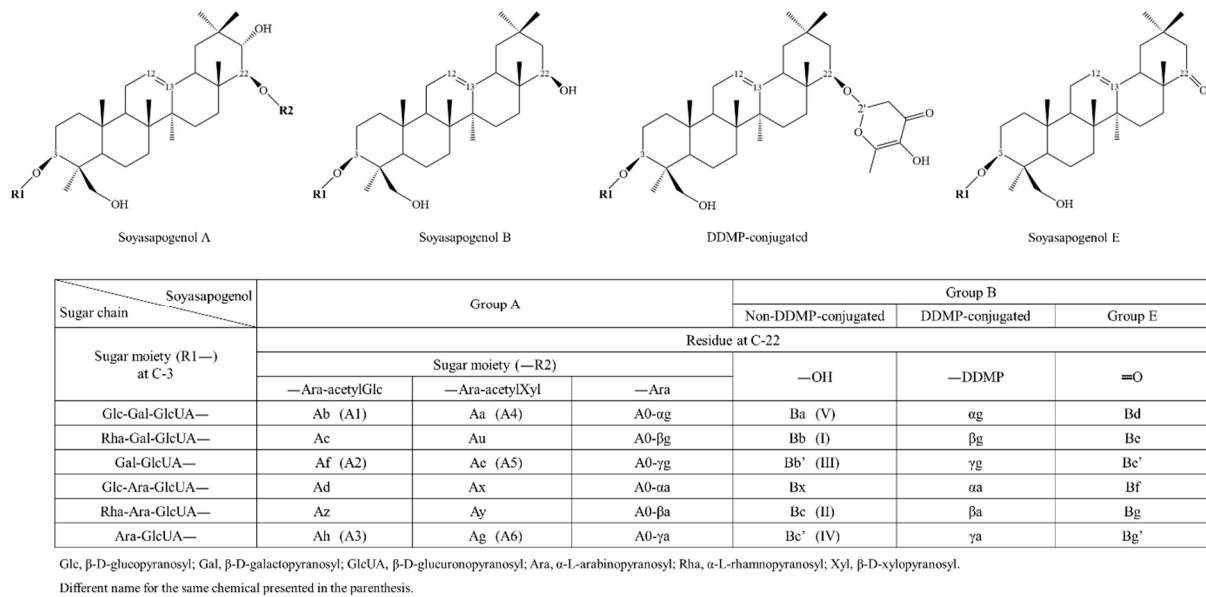 OH
12
13
22
O
R2
3
O
R1
OH
Soyasapogenol A
12
13
22
OH
3
O
R1
OH
Soyasapogenol B
12
13
22
O
2'
O
O
OH
3
O
R1
OH
DDMP-conjugated
12
13
22
O
3
O
R1
OH
Soyasapogenol E
Soyasapogenol
Sugar chain
Group A
Group B
Non-DDMP-conjugated DDMP-conjugated Group E
Sugar moiety (R1—)
at C-3
Residue at C-22
Sugar moiety (—R2)
—OH —DDMP ═O
—Ara-acetylGlc —Ara-acetylXyl —Ara
Glc-Gal-GlcUA— Ab (A1) Aa (A4) A0-αg Ba (V) αg Bd
Rha-Gal-GlcUA— Ac Au A0-βg Bb (I) βg Be
Gal-GlcUA— Af (A2) Ae (A5) A0-γg Bb' (III) γg Be'
Glc-Ara-GlcUA— Ad Ax A0-αa Bx αa Bf
Rha-Ara-GlcUA— Az Ay A0-βa Bc (II) βa Bg
Ara-GlcUA— Ah (A3) Ag (A6) A0-γa Bc' (IV) γa Bg'
Glc, β-D-glucopyranosyl; Gal, β-D-galactopyranosyl; GlcUA, β-D-glucuronopyranosyl; Ara, α-L-arabinopyranosyl; Rha, α-L-rhamnopyranosyl; Xyl, β-D-xylopyranosyl.
Different name for the same chemical presented in the parenthesis.